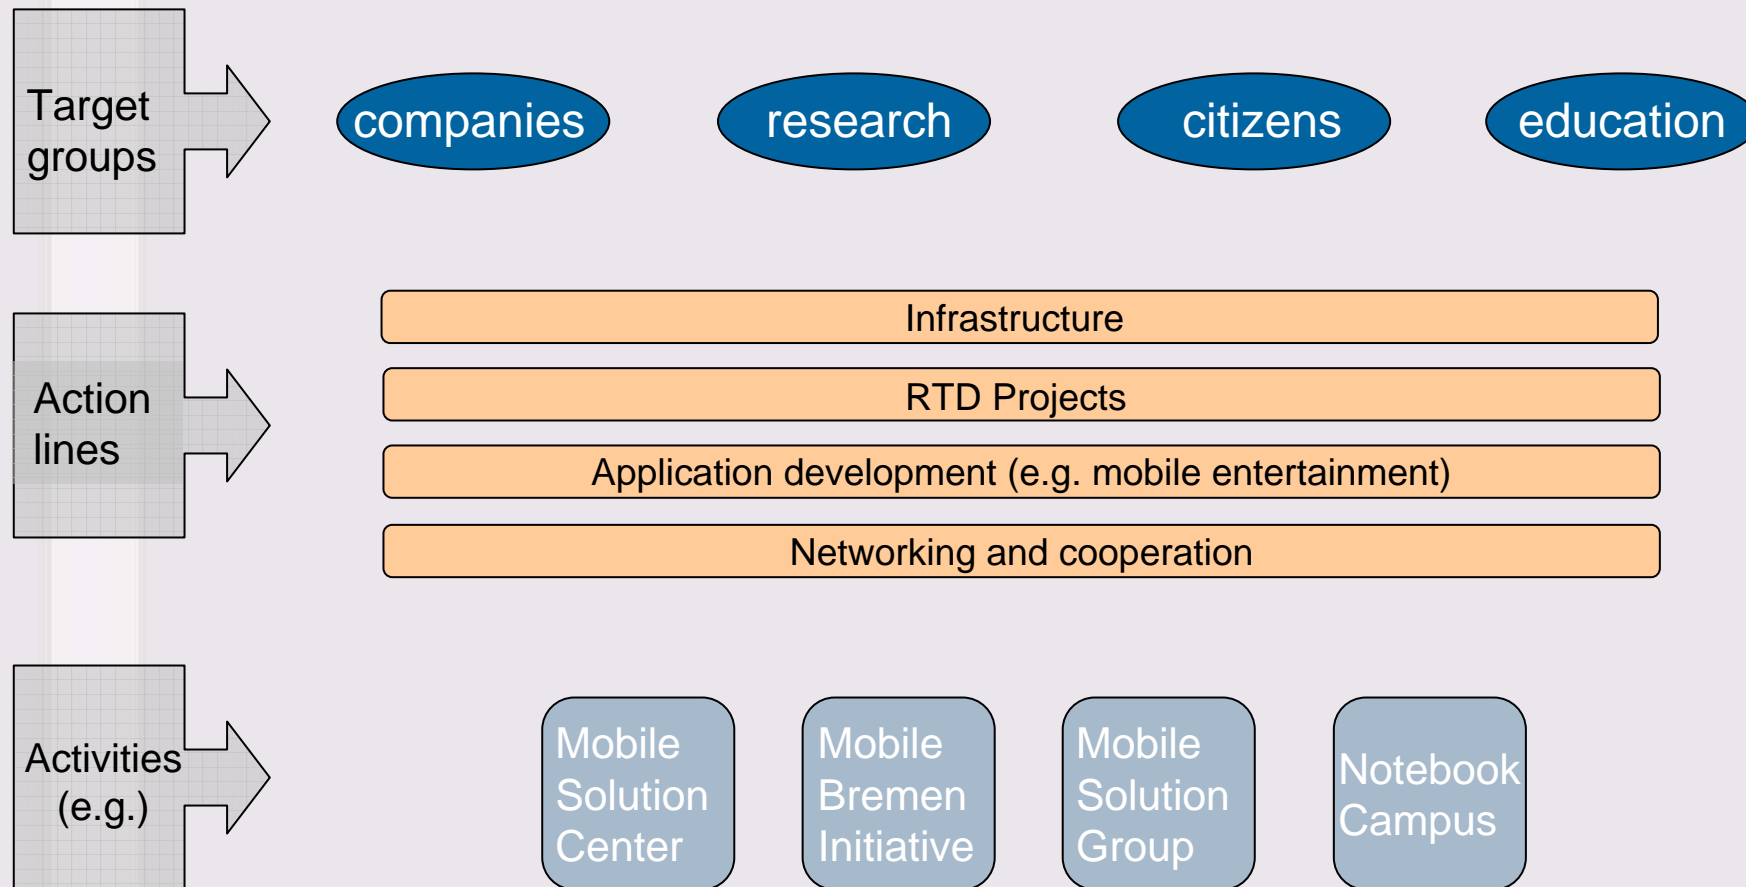 Target
groups
companies
research
citizens
education
Action
lines
Infrastructure
RTD Projects
Application development (e.g. mobile entertainment)
Networking and cooperation
Activities
(e.g.)
Mobile
Solution
Center
Mobile
Bremen
Initiative
Mobile
Solution
Group
Notebook
Campus